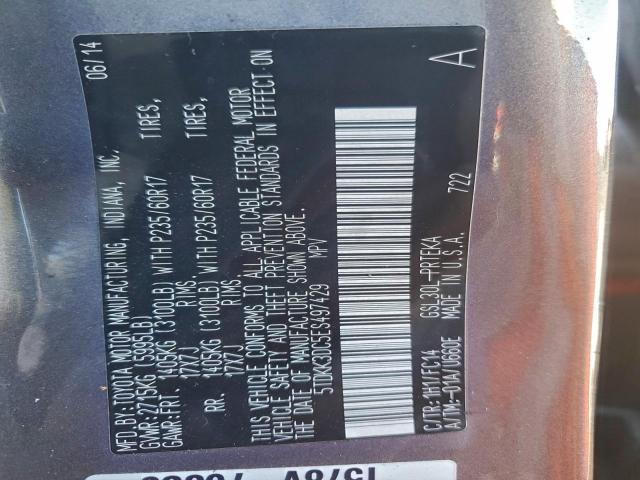 MFD.BY:TOYOTA MOTOR MANUFACTURING, INDIANA, INC. 06/14
GVWR:2715KG (5985LB)
GAWR:FRT. 1405KG (3100LB) WITH P235/60R17 TIRES,
17X7J RIMS,
RR. 1405KG (3100LB) WITH P235/60R17 TIRES,
17X7J RIMS
THIS VEHICLE CONFORMS TO ALL APPLICABLE FEDERAL MOTOR
VEHICLE SAFETY AND THEFT PREVENTION STANDARDS IN EFFECT ON
THE DATE OF MANUFACTURE SHOWN ABOVE.
5TDKK3DC5ES497429 MPV
C/TR:1H1/FC14 GSL30L-PRTEKA A
A/TM:-01A/U660E MADE IN U.S.A. 722